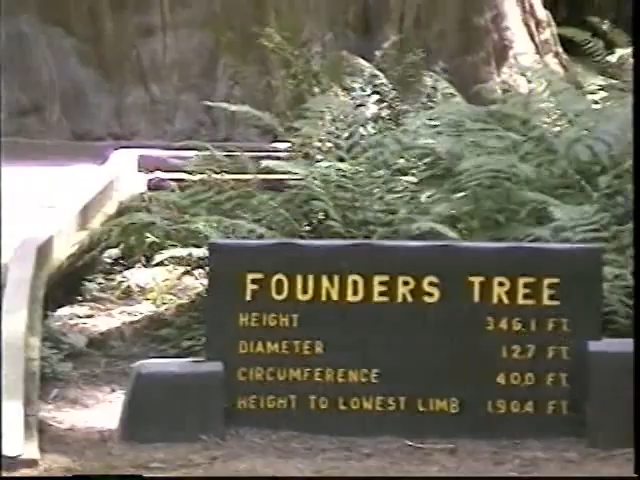 FOUNDERS TREE
HEIGHT 346.1 FT.
DIAMETER 12.7 FT.
CIRCUMFERENCE 40.0 FT.
HEIGHT TO LOWEST LIMB 190.4 FT.